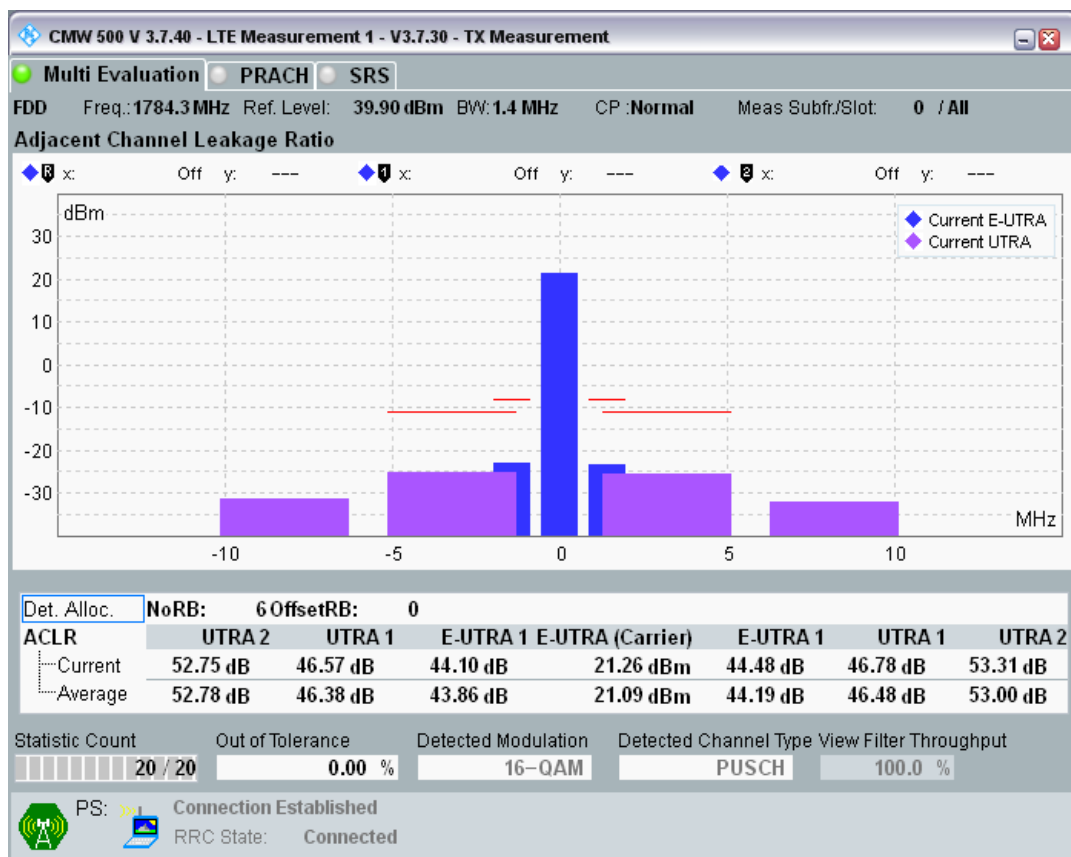 CMW 500 V 3.7.40 - LTE Measurement 1 - V3.7.30 - TX Measurement
Multi Evaluation PRACH SRS
FDD Freq.: 1784.3 MHz Ref. Level: 39.90 dBm BW: 1.4 MHz CP : Normal Meas Subfr./Slot: 0 / All
Adjacent Channel Leakage Ratio
R x: Off y: --- 1 x: Off y: --- 2 x: Off y: ---
dBm
Current E-UTRA
Current UTRA
30
20
10
0
-10
-20
-30
MHz
-10 -5 0 5 10
Det. Alloc. NoRB: 6 OffsetRB: 0
ACLR UTRA 2 UTRA 1 E-UTRA 1 E-UTRA (Carrier) E-UTRA 1 UTRA 1 UTRA 2
Current 52.75 dB 46.57 dB 44.10 dB 21.26 dBm 44.48 dB 46.78 dB 53.31 dB
Average 52.78 dB 46.38 dB 43.86 dB 21.09 dBm 44.19 dB 46.48 dB 53.00 dB
Statistic Count Out of Tolerance Detected Modulation Detected Channel Type View Filter Throughput
20 / 20 0.00 % 16-QAM PUSCH 100.0 %
PS: Connection Established
RRC State: Connected